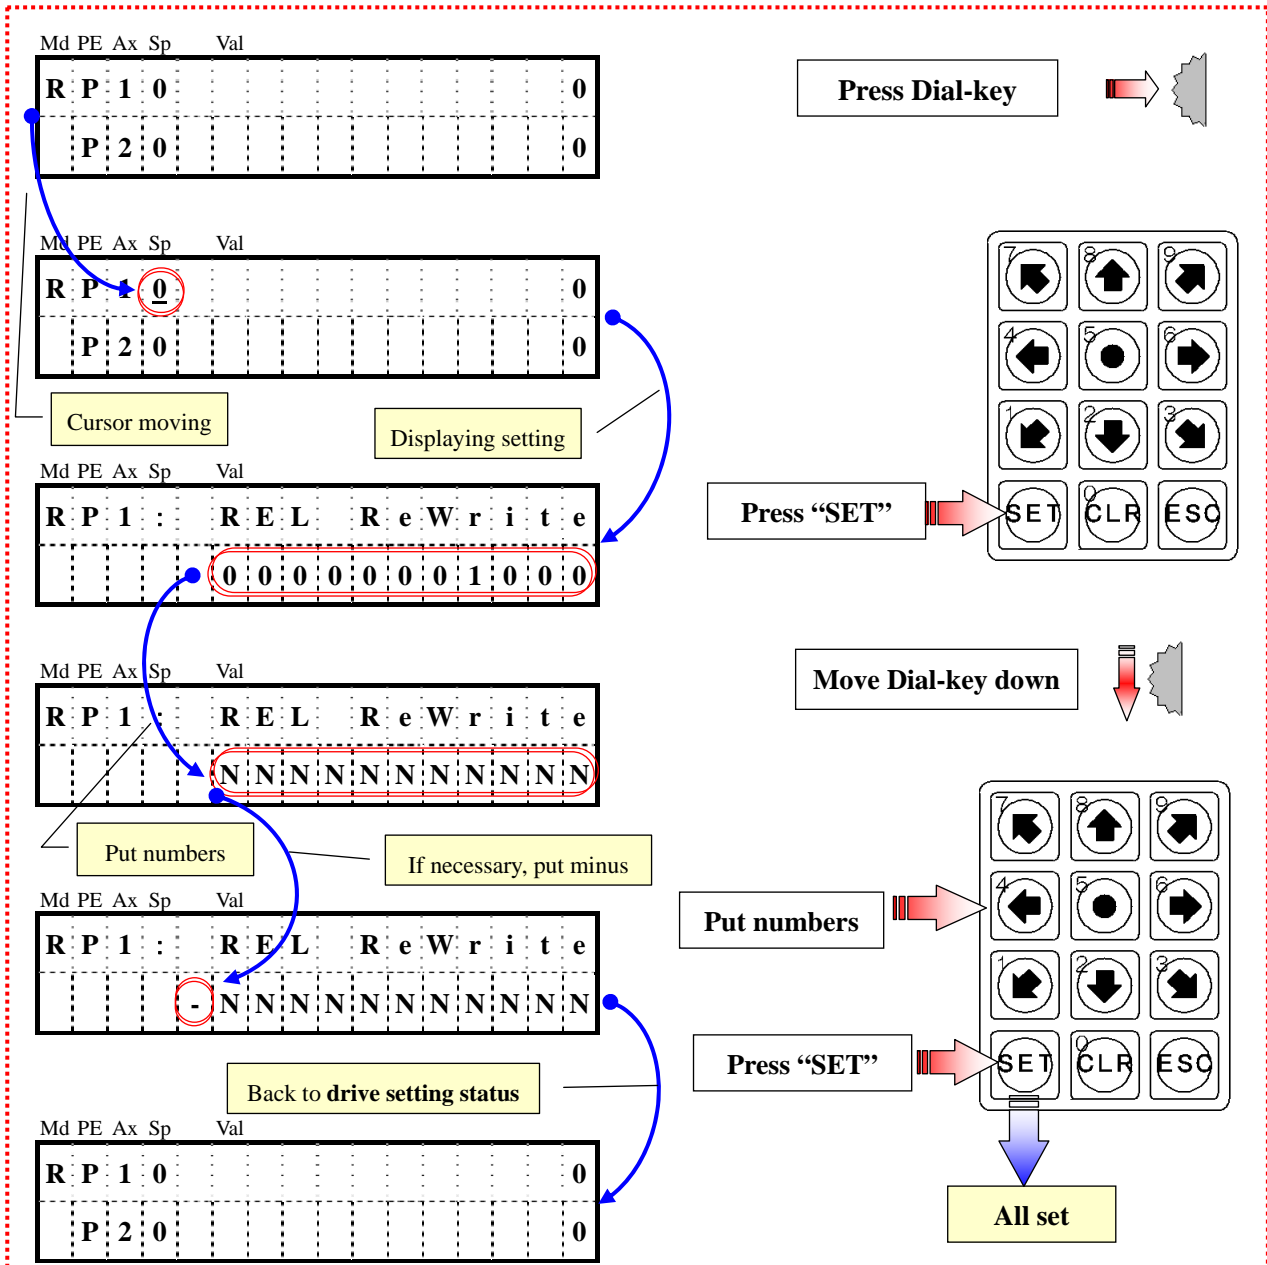 Md PE Ax Sp Val
R P 1 0 0
P 2 0 0
Press Dial-key
Md PE Ax Sp Val
R P 1 0 0
P 2 0 0
7 8 9
4 5 6
1 2 3
0
SET CLR ESC
Cursor moving
Displaying setting
Md PE Ax Sp Val
R P 1 : R E L R e W r i t e
0 0 0 0 0 0 0 1 0 0 0
Press “SET”
Md PE Ax Sp Val
R P 1 : R E L R e W r i t e
N N N N N N N N N N N
Move Dial-key down
Put numbers
If necessary, put minus
Md PE Ax Sp Val
R P 1 : R E L R e W r i t e
- N N N N N N N N N N N
7 8 9
4 5 6
1 2 3
0
SET CLR ESC
Put numbers
Press “SET”
Back to drive setting status
Md PE Ax Sp Val
R P 1 0 0
P 2 0 0
All set